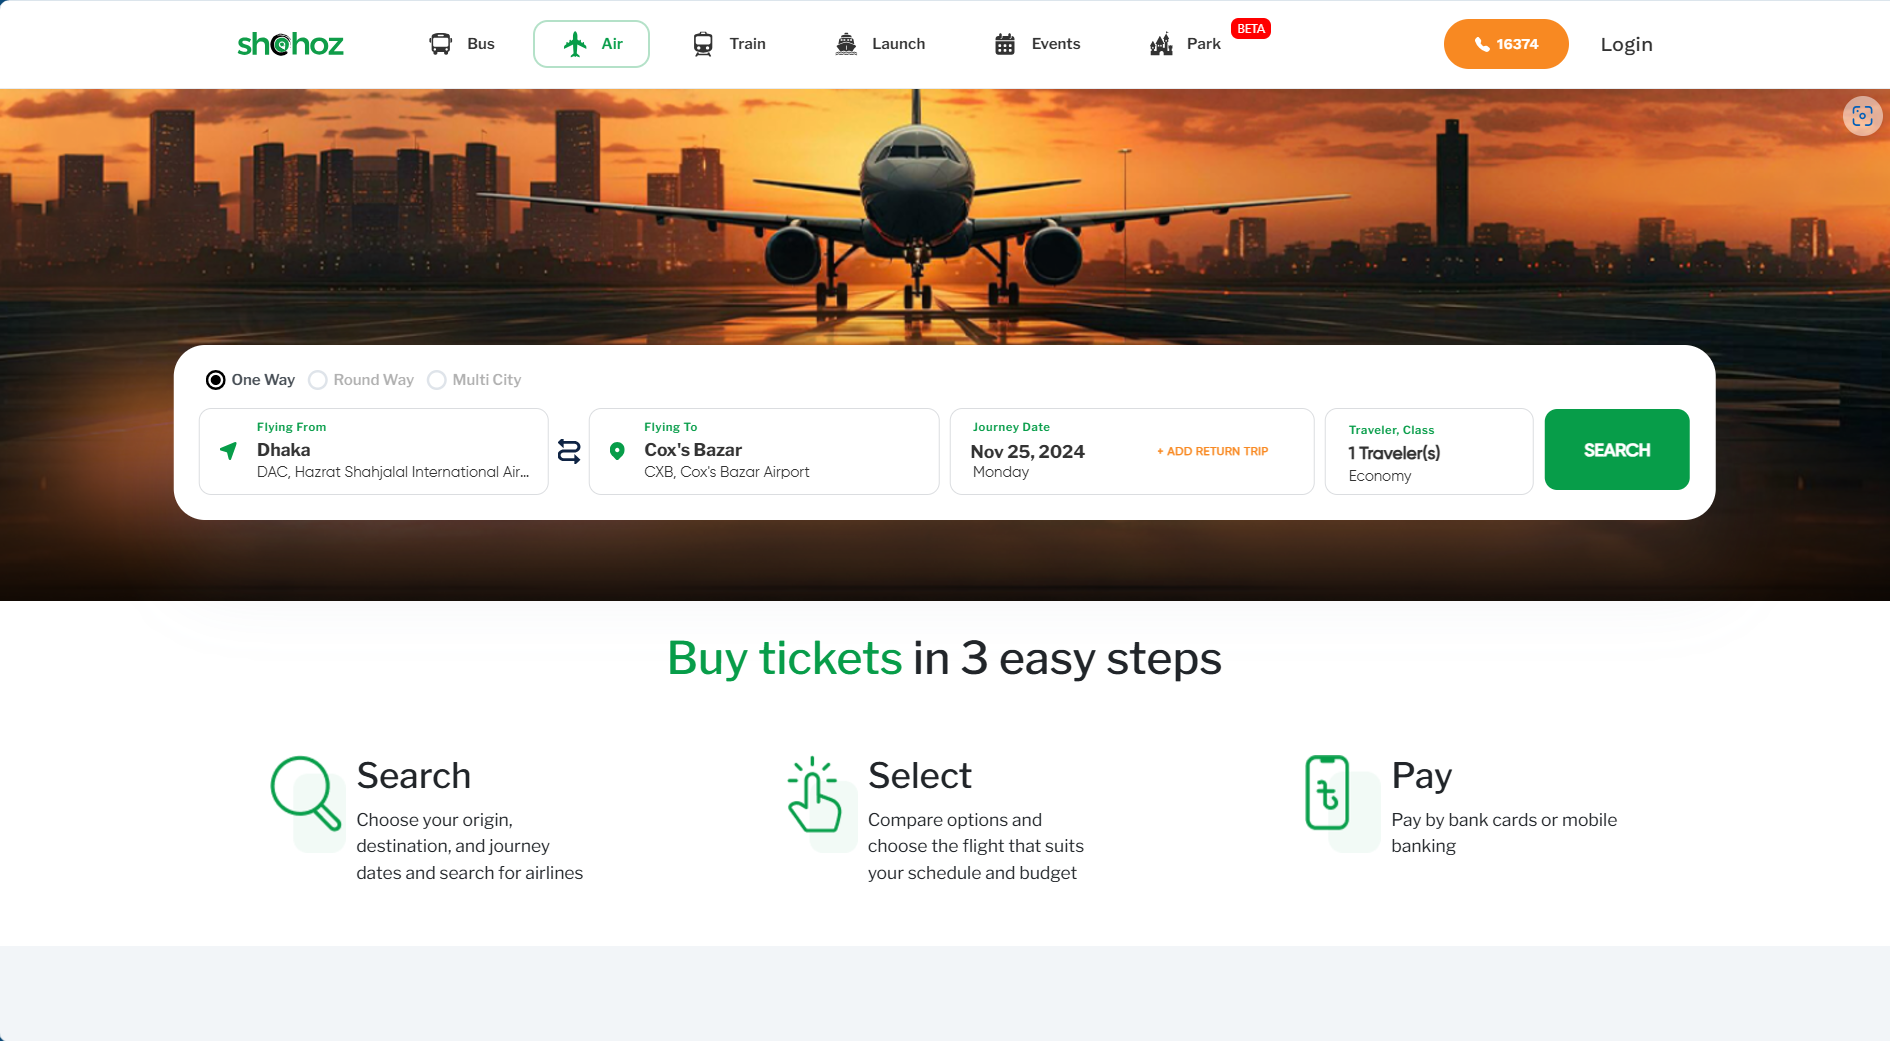 shohoz
Bus
Air
Train
Launch
Events
Park
BETA
16374
Login
One Way
Round Way
Multi City
Flying From
Dhaka
DAC, Hazrat Shahjalal International Air...
Flying To
Cox's Bazar
CXB, Cox's Bazar Airport
Journey Date
Nov 25, 2024
Monday
+ ADD RETURN TRIP
Traveler, Class
1 Traveler(s)
Economy
SEARCH
Buy tickets in 3 easy steps
Search
Choose your origin,
destination, and journey
dates and search for airlines
Select
Compare options and
choose the flight that suits
your schedule and budget
Pay
Pay by bank cards or mobile
banking